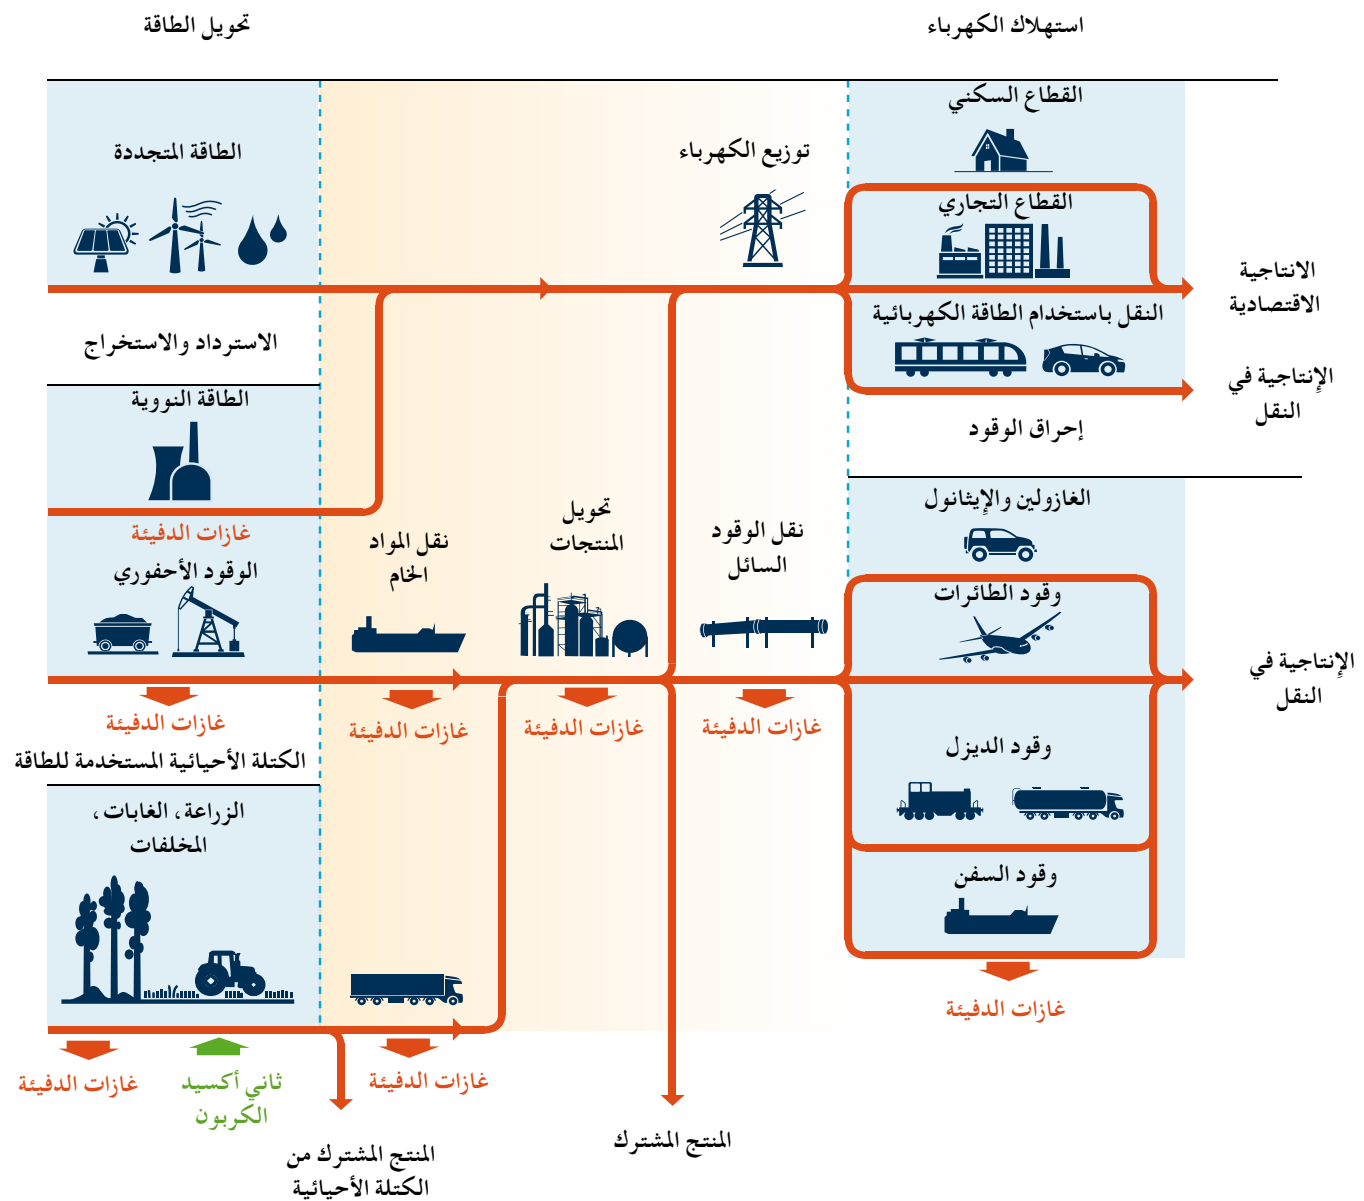 استهلاك الكهرباء
تحويل الطاقة
القطاع السكني
توزيع الكهرباء
الطاقة المتجددة
القطاع التجاري
الانتاجية
الاقتصادية
النقل باستخدام الطاقة الكهربائية
الاسترداد والاستخراج
الإنتاجية في
النقل
الطاقة النووية
إحراق الوقود
الغازولين والإيثانول
تحويل
المنتجات
نقل الوقود
السائل
نقل المواد
الخام
غازات الدفيئة
الوقود الأحفوري
وقود الطائرات
الإنتاجية في
النقل
غازات الدفيئة
غازات الدفيئة
غازات الدفيئة
غازات الدفيئة
وقود الديزل
الكتلة الأحيائية المستخدمة للطاقة
الزراعة، الغابات،
المخلفات
وقود السفن
غازات الدفيئة
غازات الدفيئة
ثاني أكسيد
الكربون
غازات الدفيئة
المنتج المشترك
المنتج المشترك من
الكتلة الأحيائية